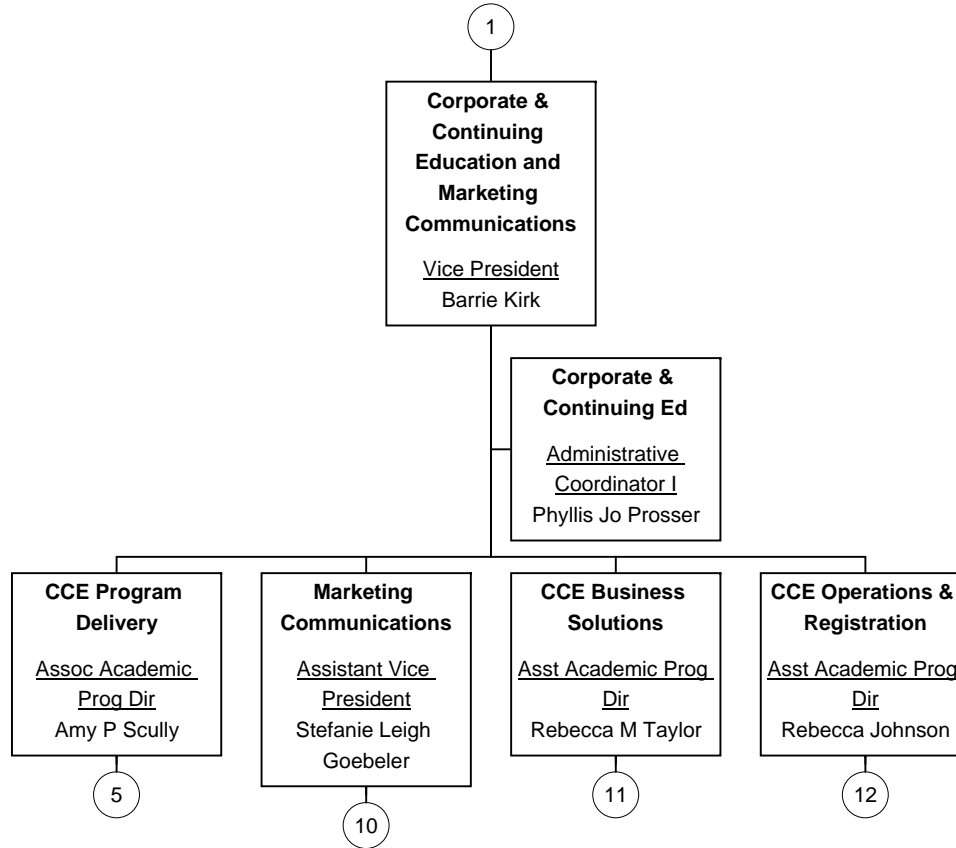 1
Corporate &
Continuing
Education and
Marketing
Communications
Vice President
Barrie Kirk
Corporate &
Continuing Ed
Administrative
Coordinator I
Phyllis Jo Prosser
CCE Program
Delivery
Assoc Academic
Prog Dir
Amy P Scully
5
Marketing
Communications
Assistant Vice
President
Stefanie Leigh
Goebeler
10
CCE Business
Solutions
Asst Academic Prog
Dir
Rebecca M Taylor
11
CCE Operations &
Registration
Asst Academic Prog
Dir
Rebecca Johnson
12